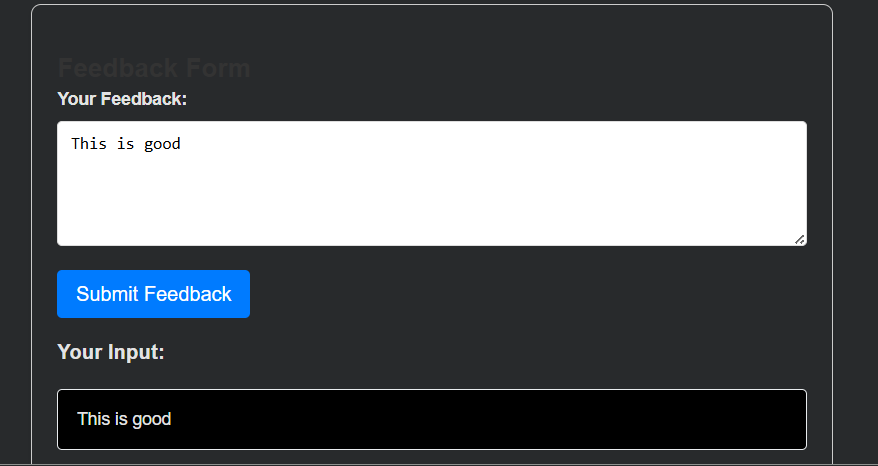 Feedback Form
Your Feedback:
This is good
Submit Feedback
Your Input:
This is good